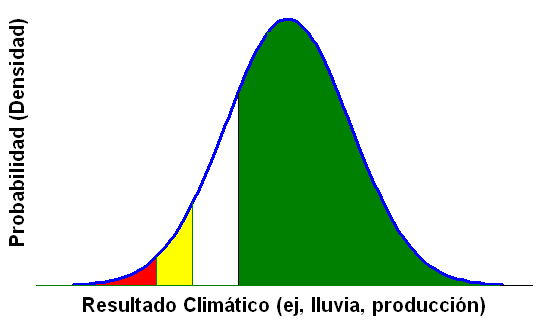 Probabilidad (Densidad)
Resultado Climático (ej, lluvia, producción)